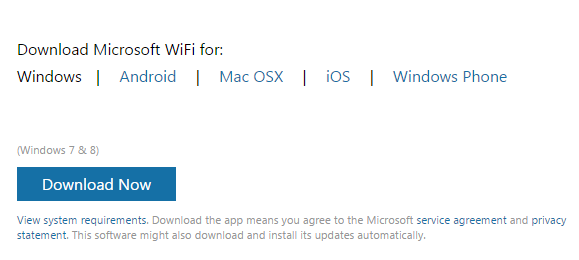 Download Microsoft WiFi for:
Windows | Android | Mac OSX | iOS | Windows Phone
(Windows 7 & 8)
Download Now
View system requirements. Download the app means you agree to the Microsoft service agreement and privacy
statement. This software might also download and install its updates automatically.